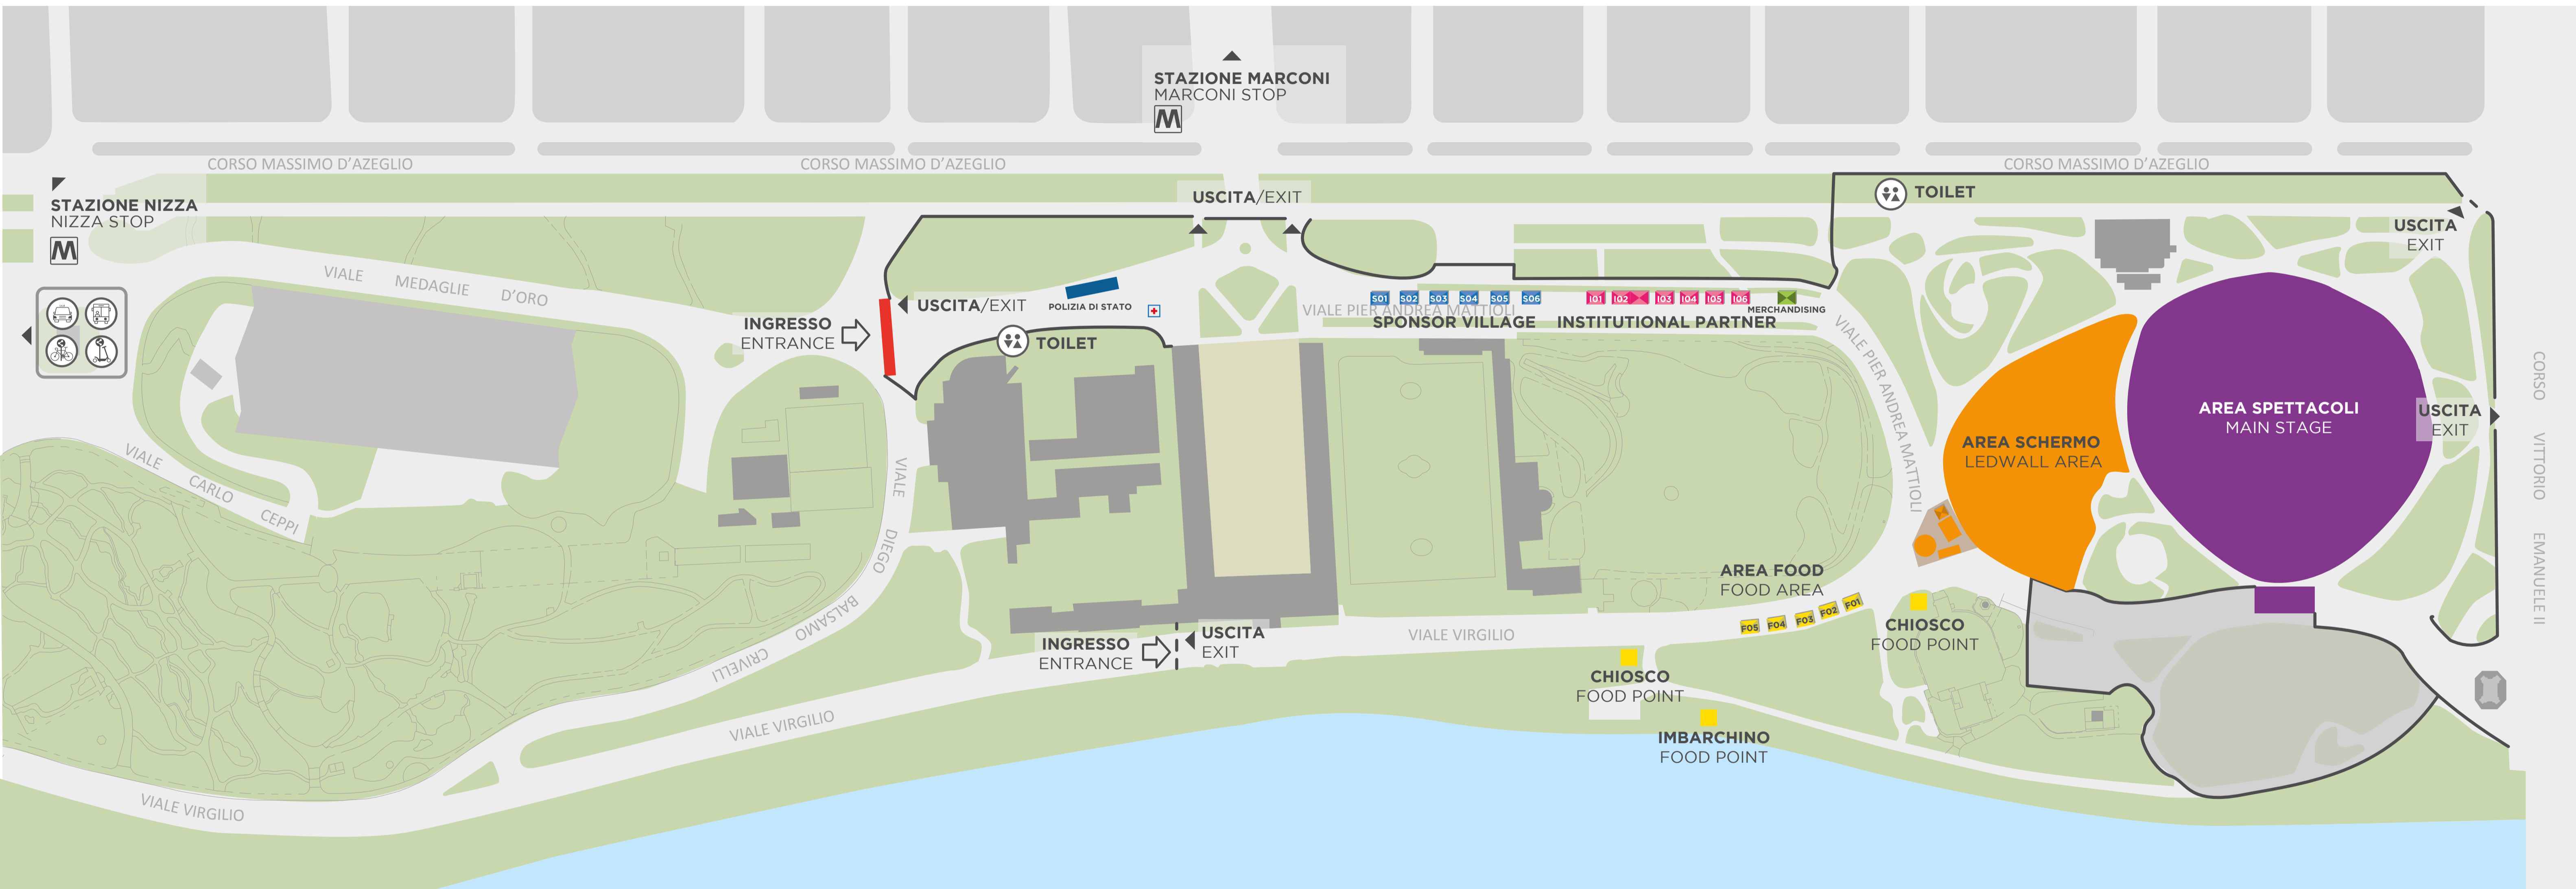 STAZIONE MARCONI
MARCONI STOP
M
CORSO MASSIMO D'AZEGLIO
CORSO MASSIMO D'AZEGLIO
CORSO MASSIMO D'AZEGLIO
STAZIONE NIZZA
NIZZA STOP
M
USCITA/EXIT
TOILET
USCITA
EXIT
VIALE MEDAGLIE D'ORO
USCITA/EXIT
POLIZIA DI STATO
INGRESSO
ENTRANCE
TOILET
S01 S02 S03 S04 S05 S06
I01 I02 I03 I04 I05 I06
MERCHANDISING
VIALE PIER ANDREA MATTIOLI
SPONSOR VILLAGE
INSTITUTIONAL PARTNER
VIALE PIER ANDREA MATTIOLI
AREA SPETTACOLI
MAIN STAGE
USCITA
EXIT
AREA SCHERMO
LEDWALL AREA
CORSO VITTORIO EMANUELE II
VIALE CARLO CEPPI
VIALE DIEGO BALSAMO CRIVELLI
AREA FOOD
FOOD AREA
F05 F04 F03 F02 F01
CHIOSCO
FOOD POINT
INGRESSO
ENTRANCE
USCITA
EXIT
VIALE VIRGILIO
CHIOSCO
FOOD POINT
IMBARCHINO
FOOD POINT
VIALE VIRGILIO
VIALE VIRGILIO